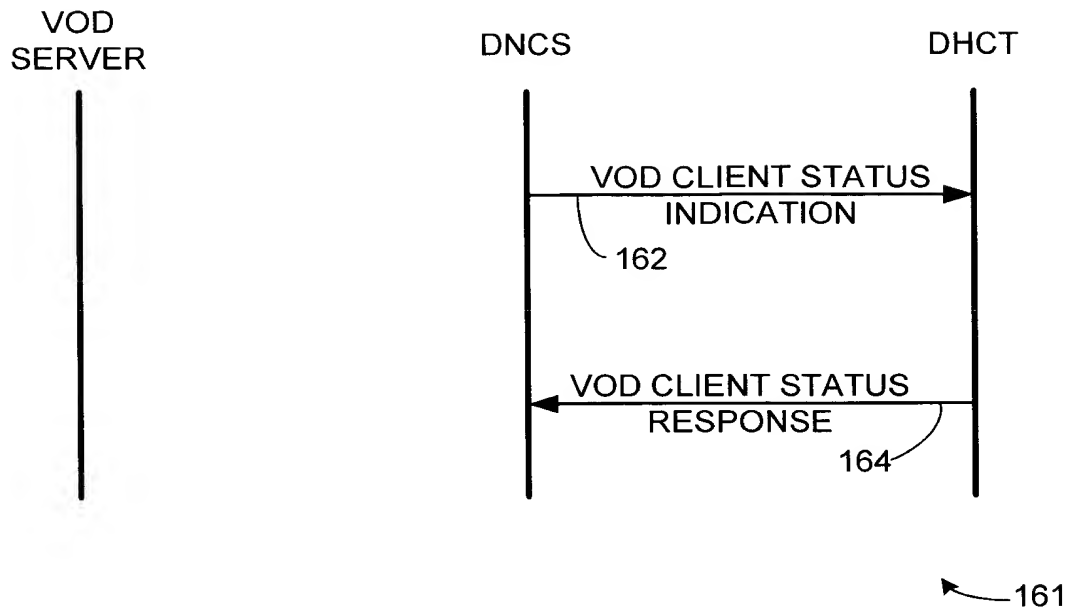 VOD
SERVER
DNCS
DHCT
VOD CLIENT STATUS
INDICATION
162
VOD CLIENT STATUS
RESPONSE
164
161